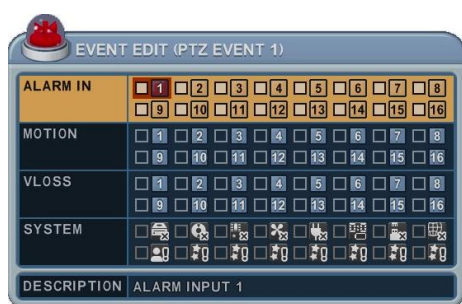 EVENT EDIT (PTZ EVENT 1)
ALARM IN 1 2 3 4 5 6 7 8
9 10 11 12 13 14 15 16
MOTION 1 2 3 4 5 6 7 8
9 10 11 12 13 14 15 16
VLOSS 1 2 3 4 5 6 7 8
9 10 11 12 13 14 15 16
SYSTEM
DESCRIPTION ALARM INPUT 1